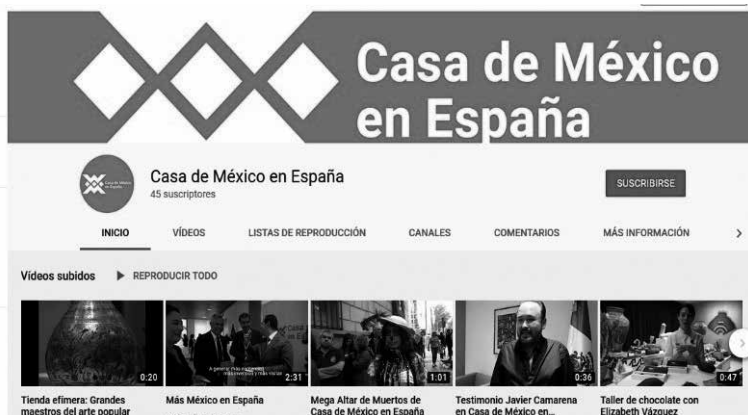 Casa de México
en España
Casa de México en España
45 suscriptores
SUSCRIBIRSE
INICIO VÍDEOS LISTAS DE REPRODUCCIÓN CANALES COMENTARIOS MÁS INFORMACIÓN
Vídeos subidos REPRODUCIR TODO
0:20 2:31 1:01 0:36 0:47
Tienda efímera: Grandes maestros del arte popular
Más México en España
Mega Altar de Muertos de Casa de México en España
Testimonio Javier Camarena en Casa de México en...
Taller de chocolate con Elizabeth Vázquez